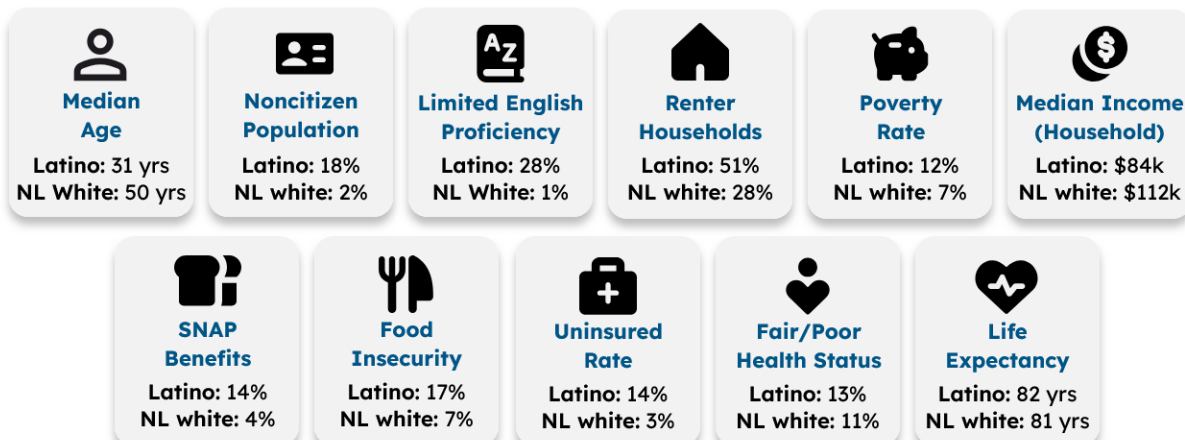 Median
Age
Latino: 31 yrs
NL White: 50 yrs
Noncitizen
Population
Latino: 18%
NL white: 2%
AZ
Limited English
Proficiency
Latino: 28%
NL White: 1%
Renter
Households
Latino: 51%
NL white: 28%
Poverty
Rate
Latino: 12%
NL white: 7%
$
Median Income
(Household)
Latino: $84k
NL white: $112k
SNAP
Benefits
Latino: 14%
NL white: 4%
Food
Insecurity
Latino: 17%
NL white: 7%
Uninsured
Rate
Latino: 14%
NL white: 3%
Fair/Poor
Health Status
Latino: 13%
NL white: 11%
Life
Expectancy
Latino: 82 yrs
NL white: 81 yrs